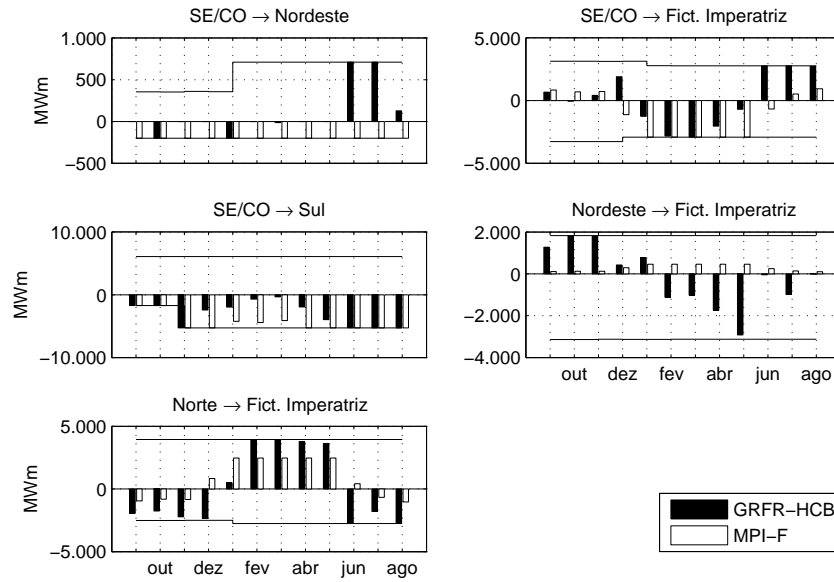 SE/CO → Nordeste
1.000
500
0
−500
MWm
SE/CO → Fict. Imperatriz
5.000
0
−5.000
SE/CO → Sul
10.000
0
−10.000
MWm
Nordeste → Fict. Imperatriz
2.000
0
−2.000
−4.000
out dez fev abr jun ago
Norte → Fict. Imperatriz
5.000
0
−5.000
MWm
out dez fev abr jun ago
GRFR−HCB
MPI−F